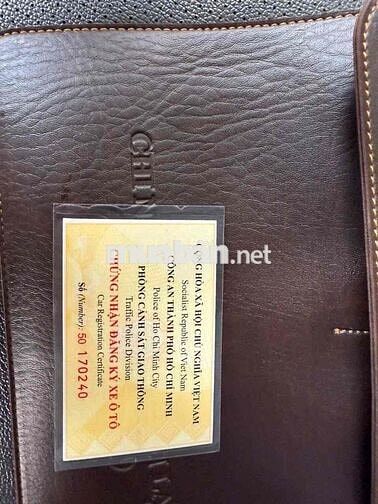 CỘNG HÒA XÃ HỘI CHỦ NGHĨA VIỆT NAM
Socialist Republic of Viet Nam
CÔNG AN THÀNH PHỐ HỒ CHÍ MINH
Police of Ho Chi Minh City
PHÒNG CẢNH SÁT GIAO THÔNG
Traffic Police Division
CHỨNG NHẬN ĐĂNG KÝ XE Ô TÔ
Car Registration Certificate
Số (Number): 50 170240
muaban.net